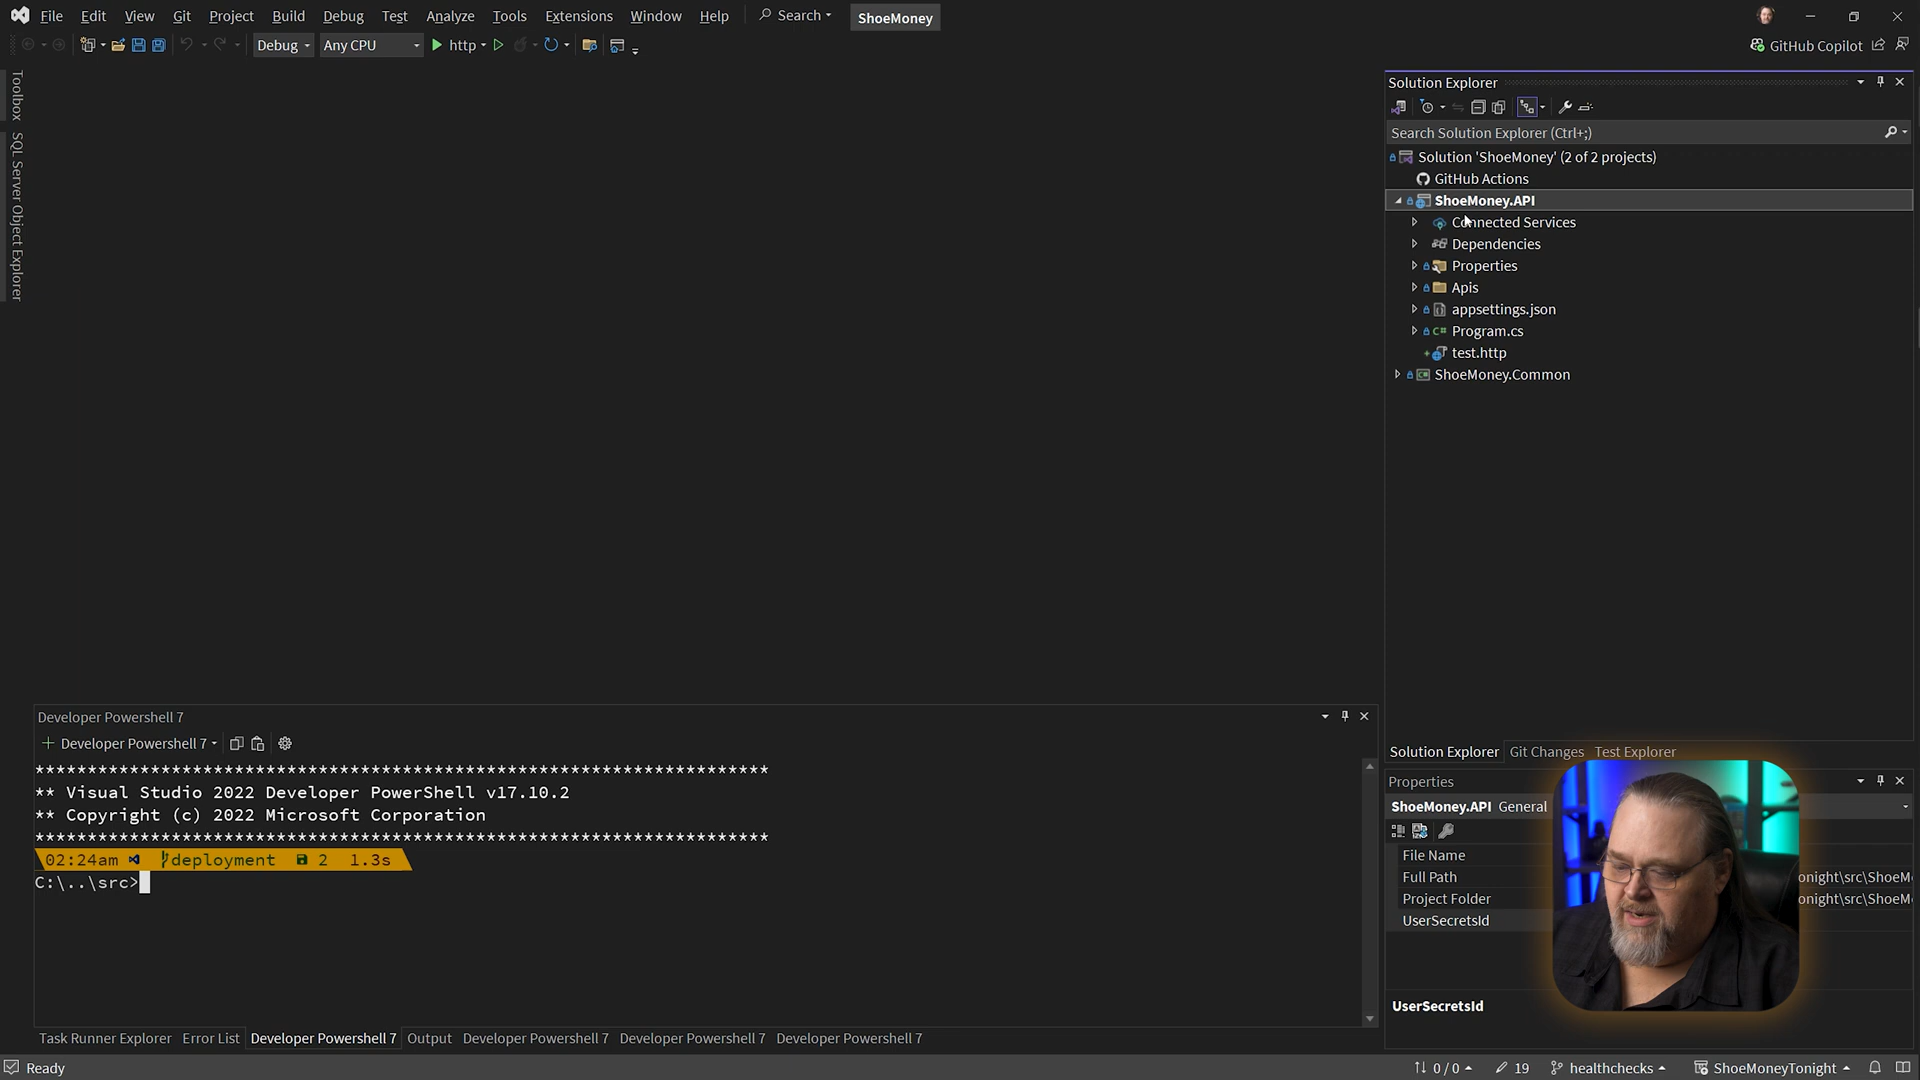 File Edit View Git Project Build Debug Test Analyze Tools Extensions Window Help Search ShoeMoney
Debug Any CPU http GitHub Copilot
Toolbox
SQL Server Object Explorer
Solution Explorer
Search Solution Explorer (Ctrl+;)
Solution 'ShoeMoney' (2 of 2 projects)
GitHub Actions
ShoeMoney.API
Connected Services
Dependencies
Properties
Apis
appsettings.json
Program.cs
test.http
ShoeMoney.Common
Developer Powershell 7
Developer Powershell 7
***********************************************************************
** Visual Studio 2022 Developer PowerShell v17.10.2
** Copyright (c) 2022 Microsoft Corporation
***********************************************************************
02:24am deployment 2 1.3s
C:\..\src>
Solution Explorer Git Changes Test Explorer
Properties
ShoeMoney.API General
File Name
Full Path onight\src\ShoeM
Project Folder onight\src\ShoeM
UserSecretsId
UserSecretsId
Task Runner Explorer Error List Developer Powershell 7 Output Developer Powershell 7 Developer Powershell 7 Developer Powershell 7
Ready 0 / 0 19 healthchecks ShoeMoneyTonight